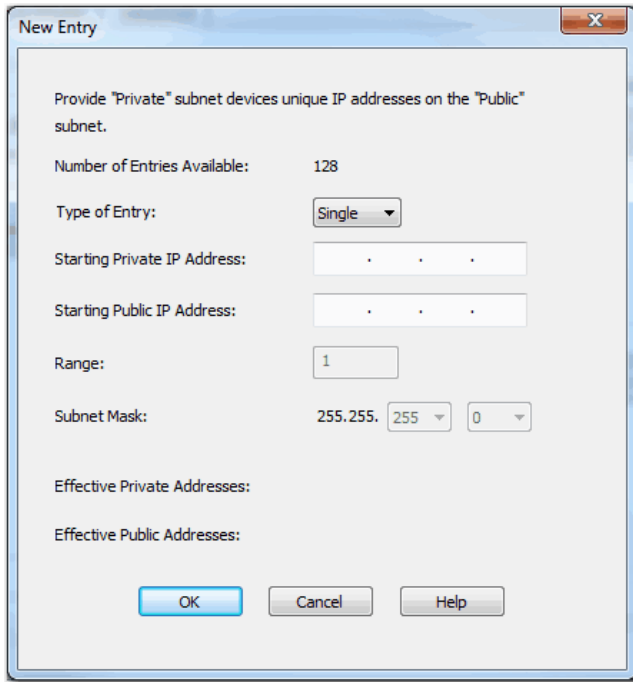 New Entry
Provide "Private" subnet devices unique IP addresses on the "Public"
subnet.
Number of Entries Available: 128
Type of Entry: Single
Starting Private IP Address: . . .
Starting Public IP Address: . . .
Range: 1
Subnet Mask: 255.255. 255 0
Effective Private Addresses:
Effective Public Addresses:
OK Cancel Help